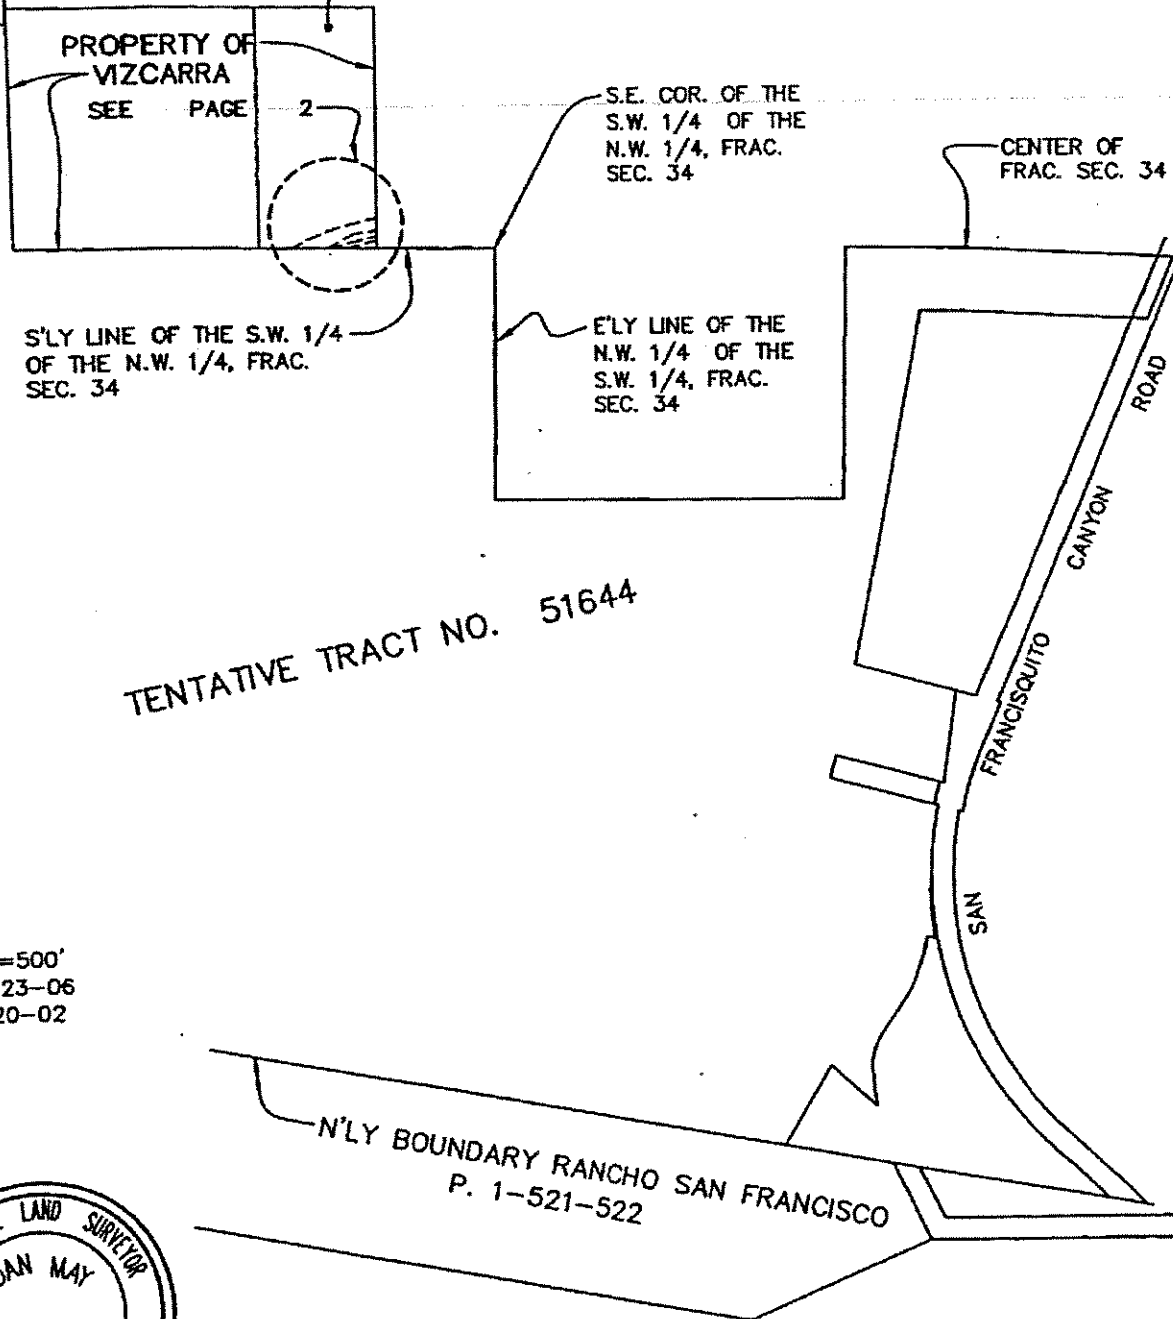 PROPERTY OF
VIZCARRA
SEE PAGE 2
S.E. COR. OF THE
S.W. 1/4 OF THE
N.W. 1/4, FRAC.
SEC. 34
CENTER OF
FRAC. SEC. 34
S'LY LINE OF THE S.W. 1/4
OF THE N.W. 1/4, FRAC.
SEC. 34
E'LY LINE OF THE
N.W. 1/4 OF THE
S.W. 1/4, FRAC.
SEC. 34
SAN FRANCISQUITO CANYON ROAD
TENTATIVE TRACT NO. 51644
=500'
23-06
20-02
N'LY BOUNDARY RANCHO SAN FRANCISCO
P. 1-521-522
LAND SURVEYOR
MAY